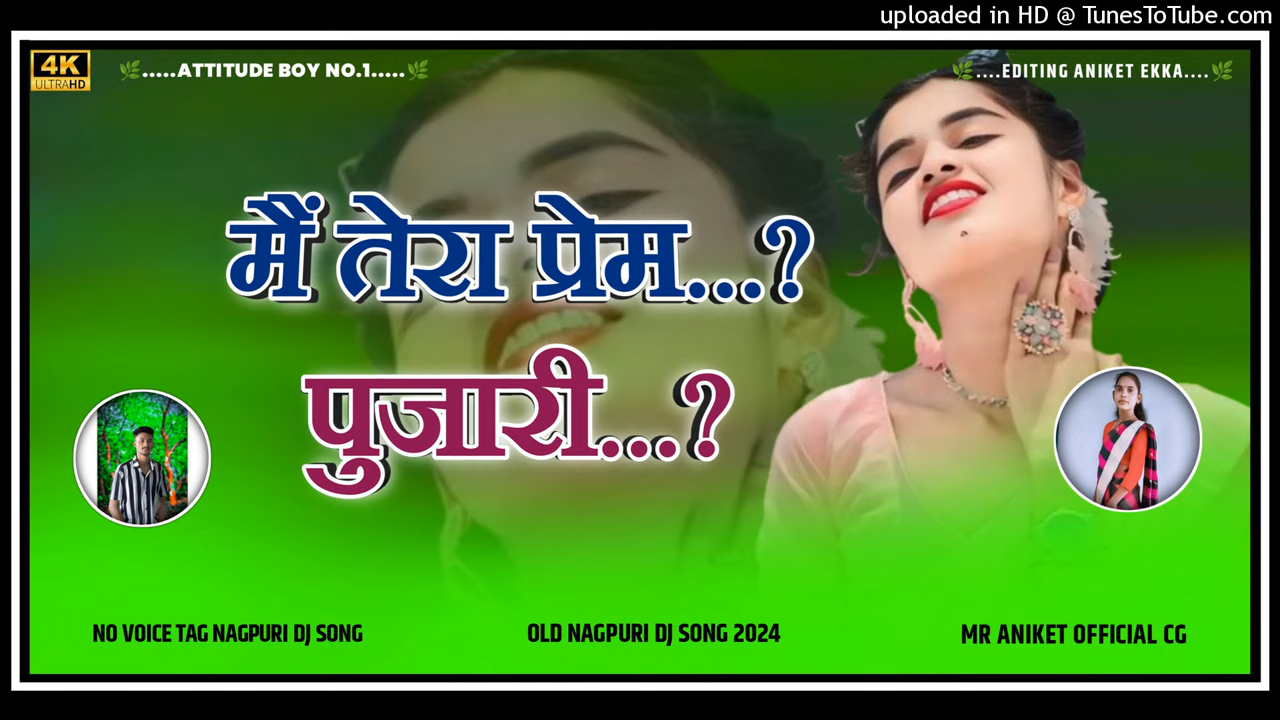 uploaded in HD @ TunesToTube.com
4K
ULTRAHD
.....ATTITUDE BOY NO.1.....
....EDITING ANIKET EKKA....
मैं तेरा प्रेम...?
पुजारी...?
NO VOICE TAG NAGPURI DJ SONG
OLD NAGPURI DJ SONG 2024
MR ANIKET OFFICIAL CG